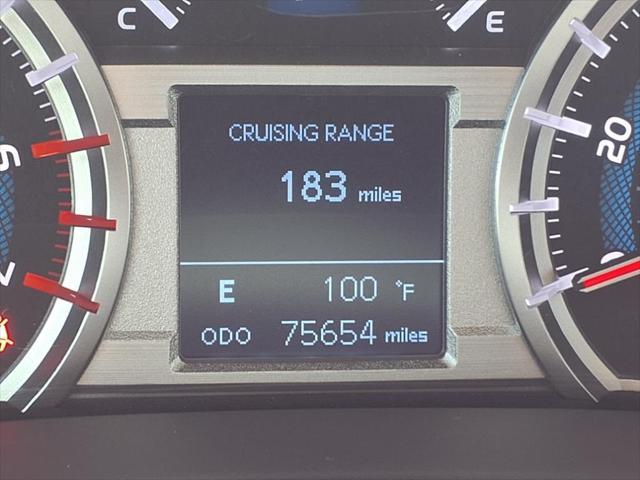 C
E
CRUISING RANGE
183 miles
20
E 100 °F
ODO 75654 miles